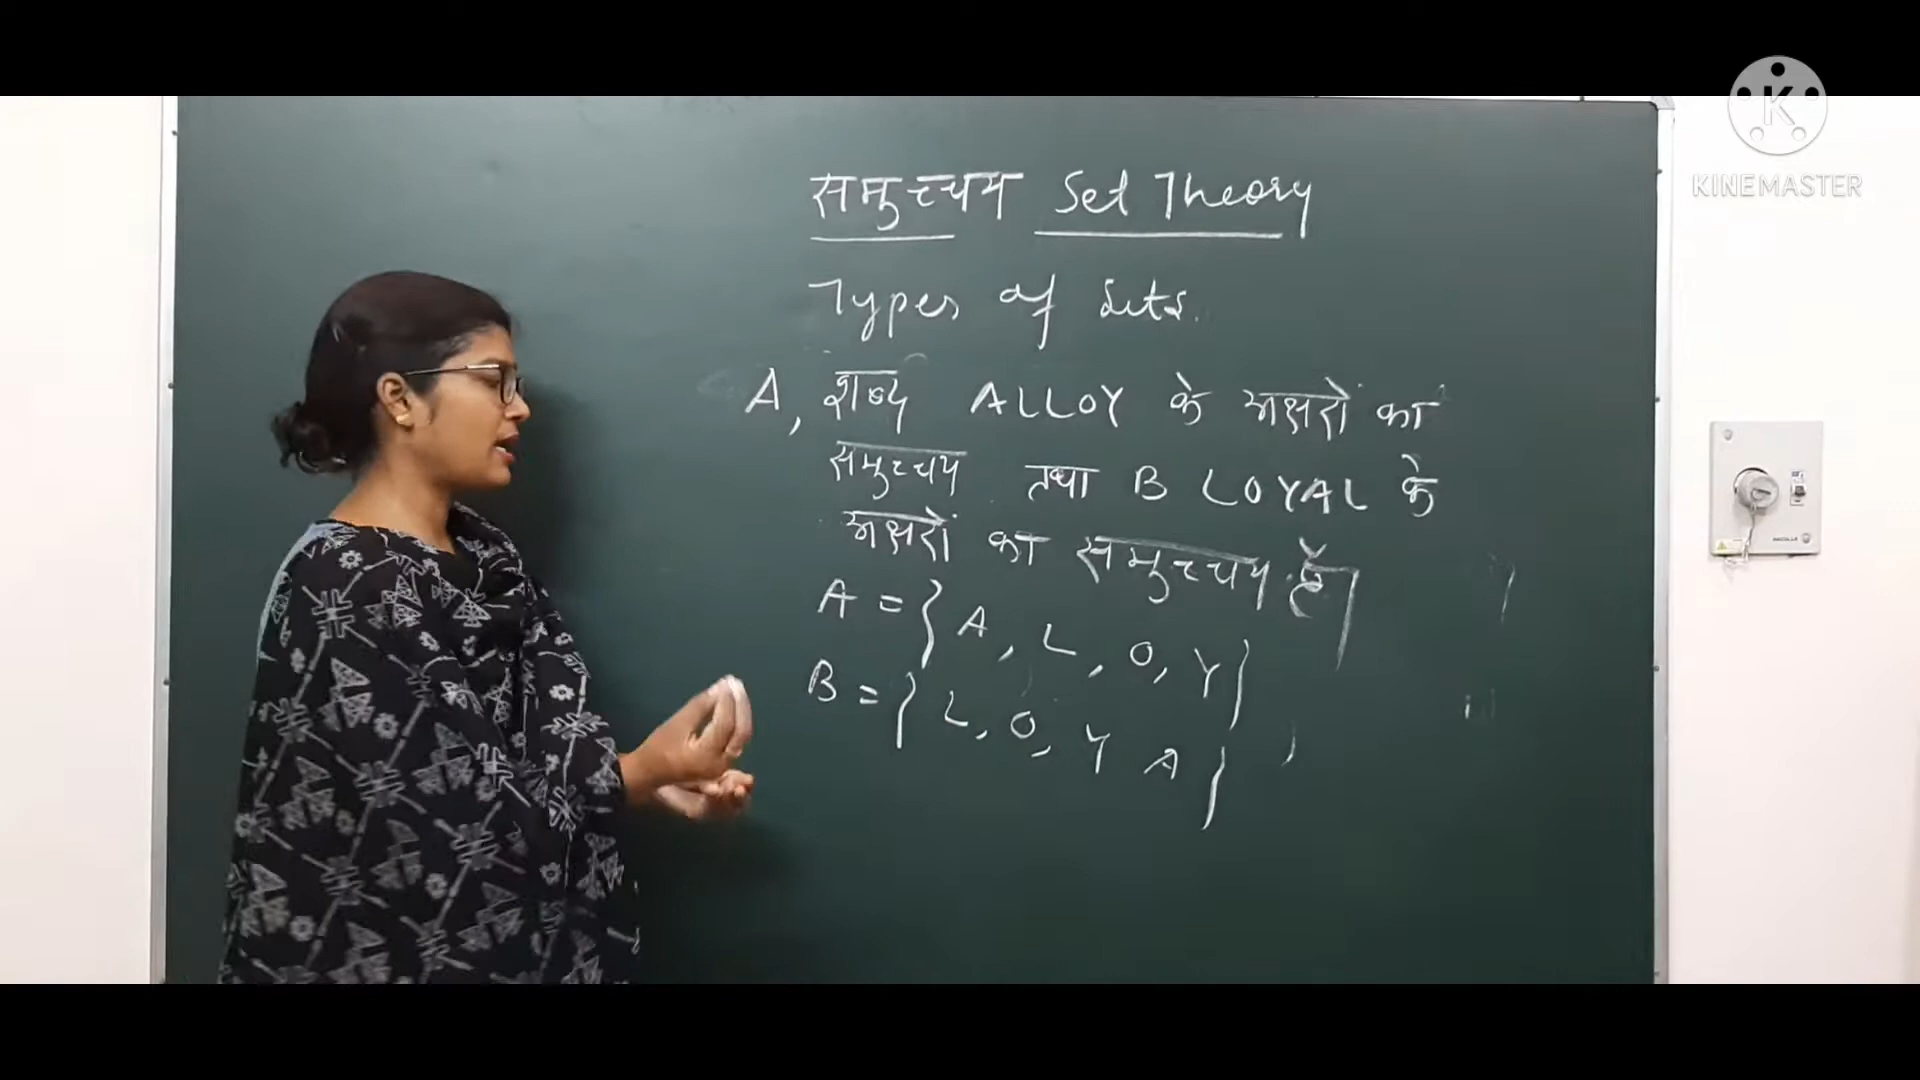 KINEMASTER
समुच्चय Set Theory
Types of Sets.
A, शब्द ALLOY के अक्षरों का
समुच्चय तथा B LOYAL के
अक्षरों का समुच्चय है।
A = { A, L, O, Y }
B = { L, O, Y A }